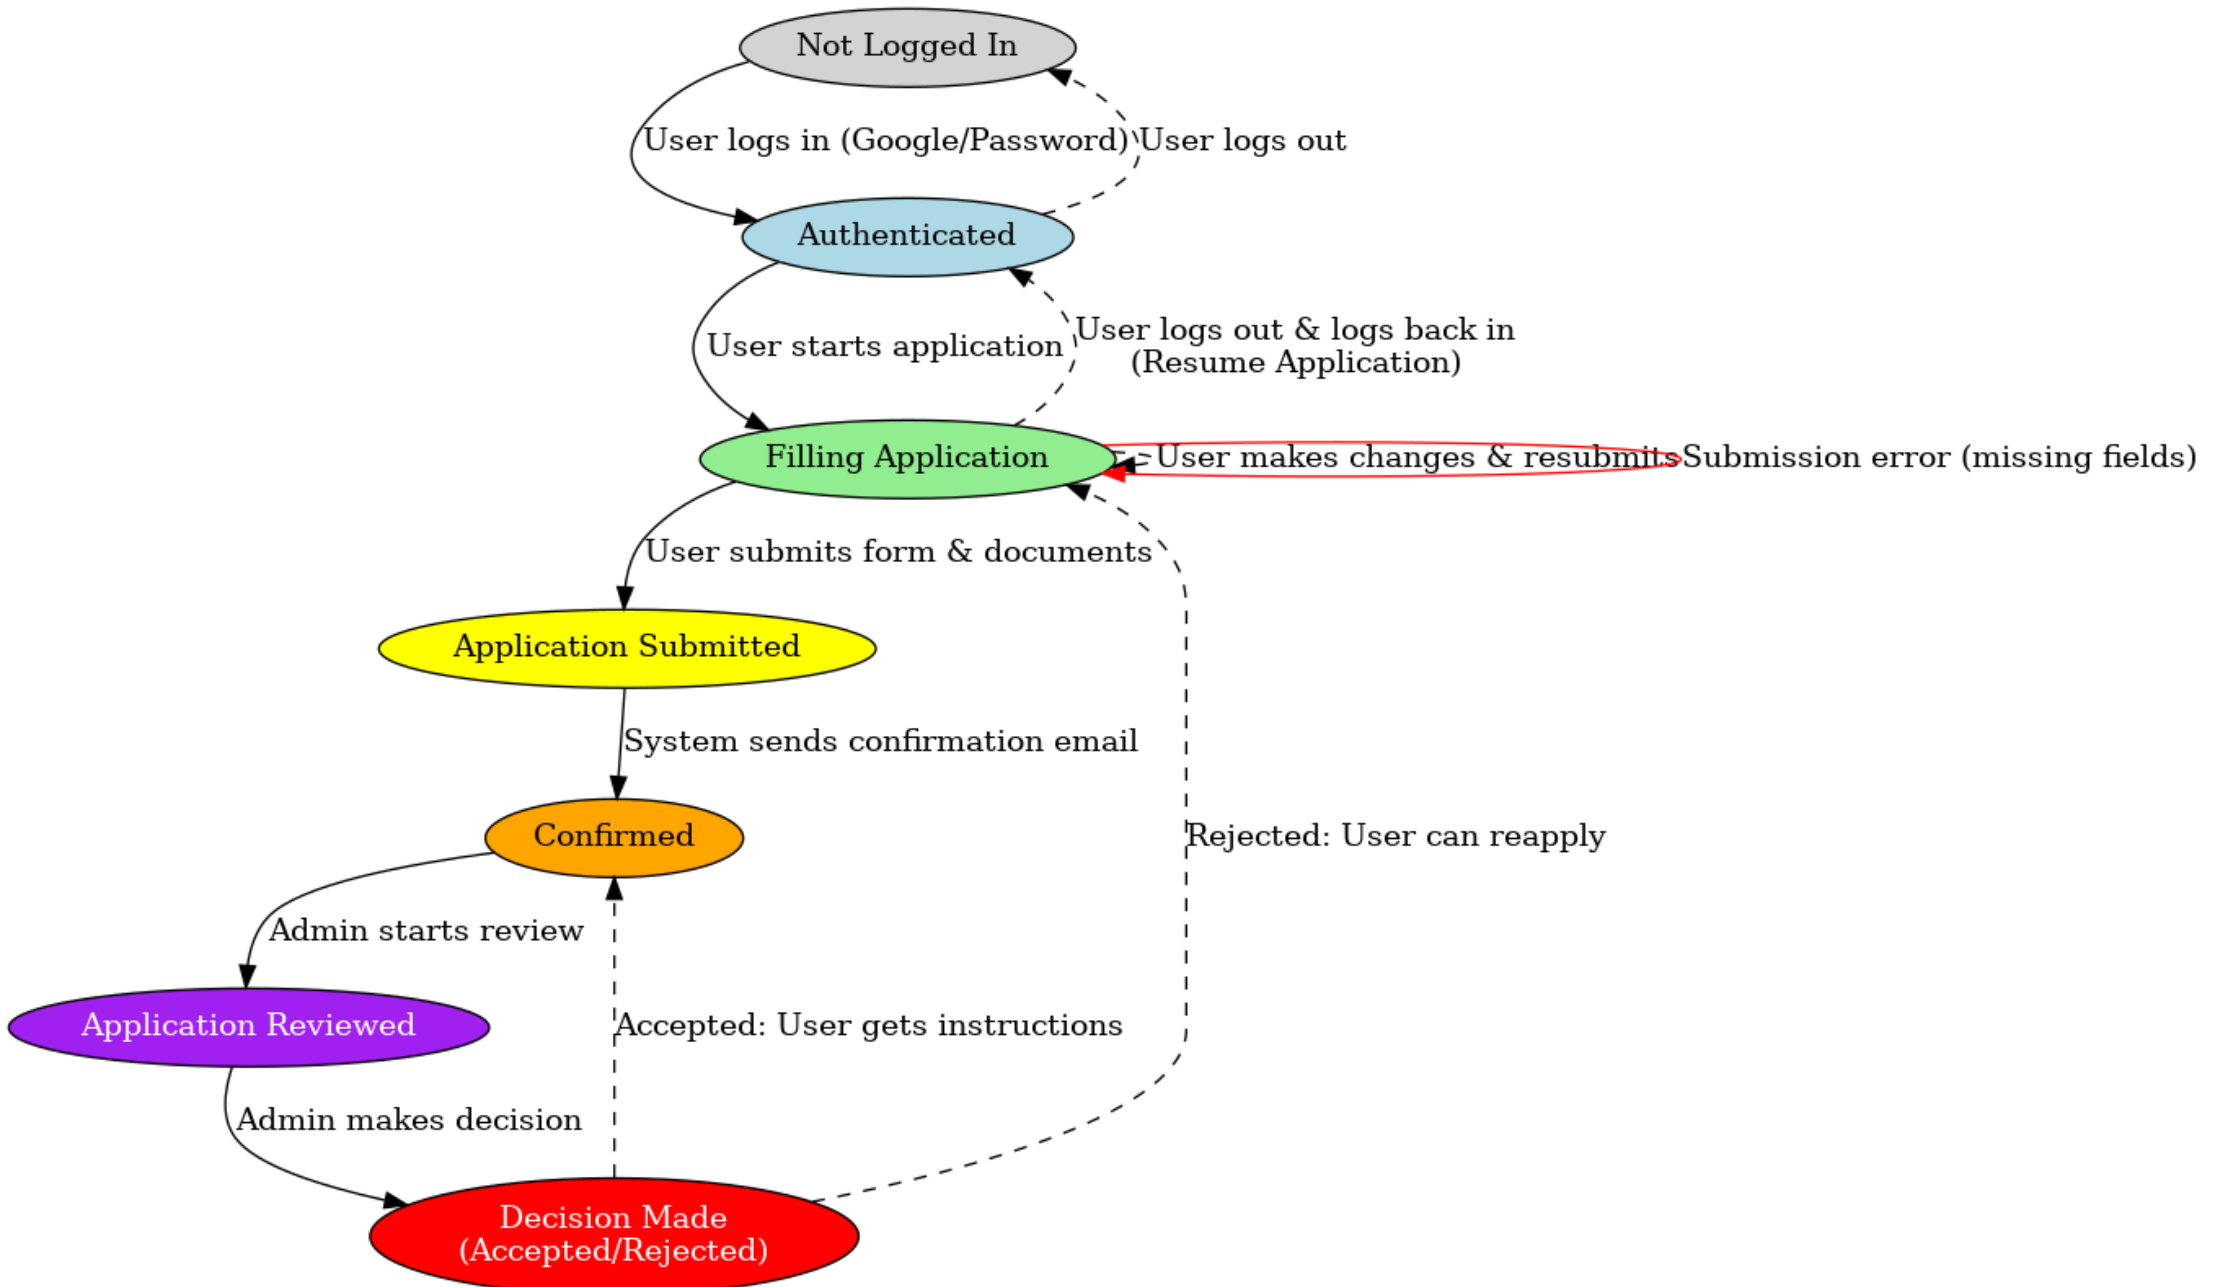 Not Logged In
User logs in (Google/Password)
User logs out
Authenticated
User starts application
User logs out & logs back in
(Resume Application)
Filling Application
User makes changes & resubmits
Submission error (missing fields)
User submits form & documents
Application Submitted
System sends confirmation email
Confirmed
Rejected: User can reapply
Admin starts review
Application Reviewed
Accepted: User gets instructions
Admin makes decision
Decision Made
(Accepted/Rejected)